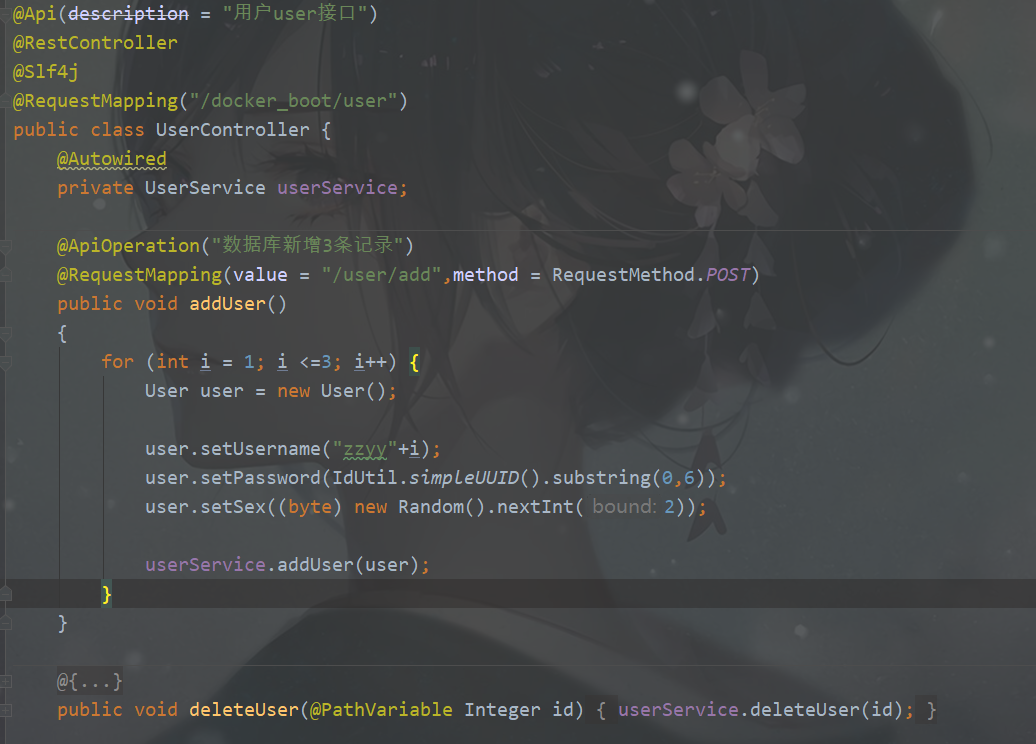 @Api(description = "用户user接口")
@RestController
@Slf4j
@RequestMapping("/docker_boot/user")
public class UserController {
@Autowired
private UserService userService;
@ApiOperation("数据库新增3条记录")
@RequestMapping(value = "/user/add",method = RequestMethod.POST)
public void addUser()
{
for (int i = 1; i <=3; i++) {
User user = new User();
user.setUsername("zzyy"+i);
user.setPassword(IdUtil.simpleUUID().substring(0,6));
user.setSex((byte) new Random().nextInt( bound: 2));
userService.addUser(user);
}
}
@{...}
public void deleteUser(@PathVariable Integer id) { userService.deleteUser(id); }